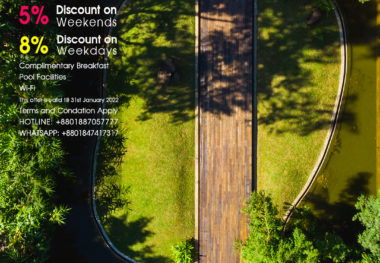 5% Discount on
Weekends
8% Discount on
Weekdays
Complimentary Breakfast
Pool Facilities
Wi-Fi
This offer is valid till 31st January 2022
Terms and Condation Apply
HOTLINE: +8801887057777
WHATSAPP: +8801847417317